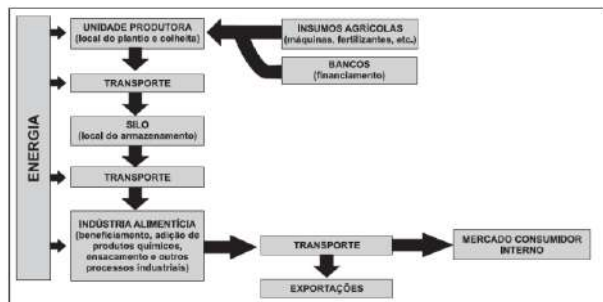 ENERGIA
UNIDADE PRODUTORA
(local do plantio e colheita)
INSUMOS AGRÍCOLAS
(máquinas, fertilizantes, etc.)
BANCOS
(financiamento)
TRANSPORTE
SILO
(local do armazenamento)
TRANSPORTE
INDÚSTRIA ALIMENTÍCIA
(beneficiamento, adição de
produtos químicos,
ensacamento e outros
processos industriais)
TRANSPORTE
MERCADO CONSUMIDOR
INTERNO
EXPORTAÇÕES